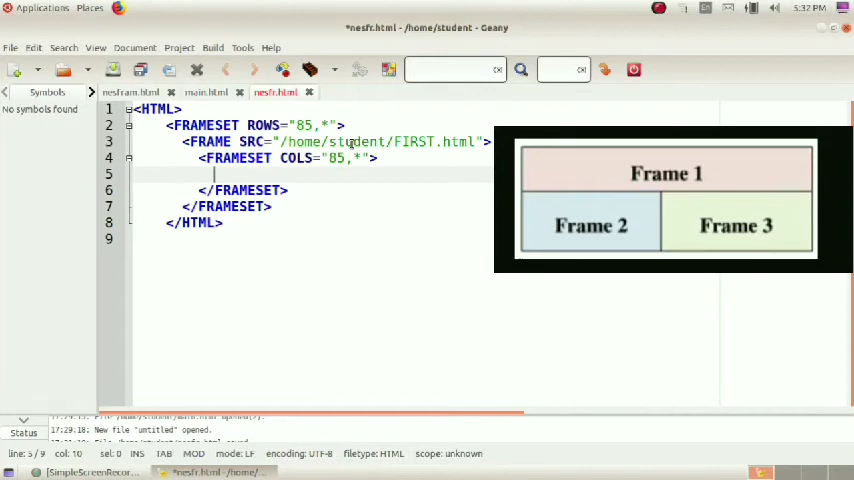 Applications Places En 5:32 PM
*nesfr.html - /home/student - Geany
File Edit Search View Document Project Build Tools Help
Symbols nesfram.html main.html nesfr.html
No symbols found
1 <HTML>
2 <FRAMESET ROWS="85,*">
3 <FRAME SRC="/home/student/FIRST.html">
4 <FRAMESET COLS="85,*">
5
6 </FRAMESET>
7 </FRAMESET>
8 </HTML>
9
Frame 1
Frame 2 Frame 3
17:29:18: New file "untitled" opened.
Status
line: 5 / 9 col: 10 sel: 0 INS TAB MOD mode: LF encoding: UTF-8 filetype: HTML scope: unknown
[SimpleScreenRecor... *nesfr.html - /home/...